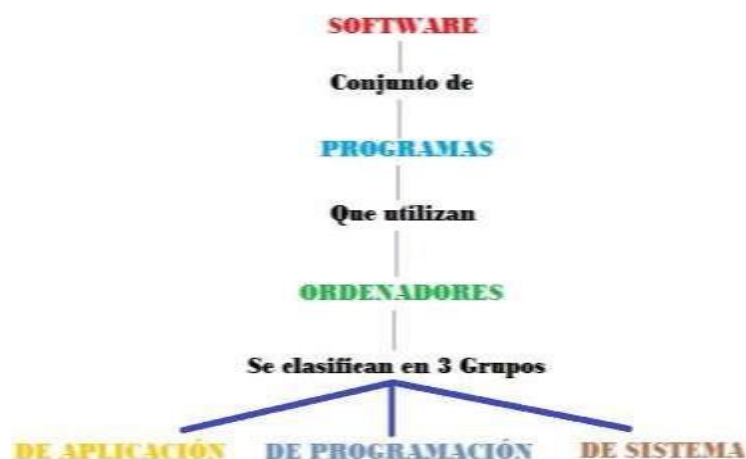 SOFTWARE
Conjunto de
PROGRAMAS
Que utilizan
ORDENADORES
Se clasifican en 3 Grupos
DE APLICACIÓN DE PROGRAMACIÓN DE SISTEMA